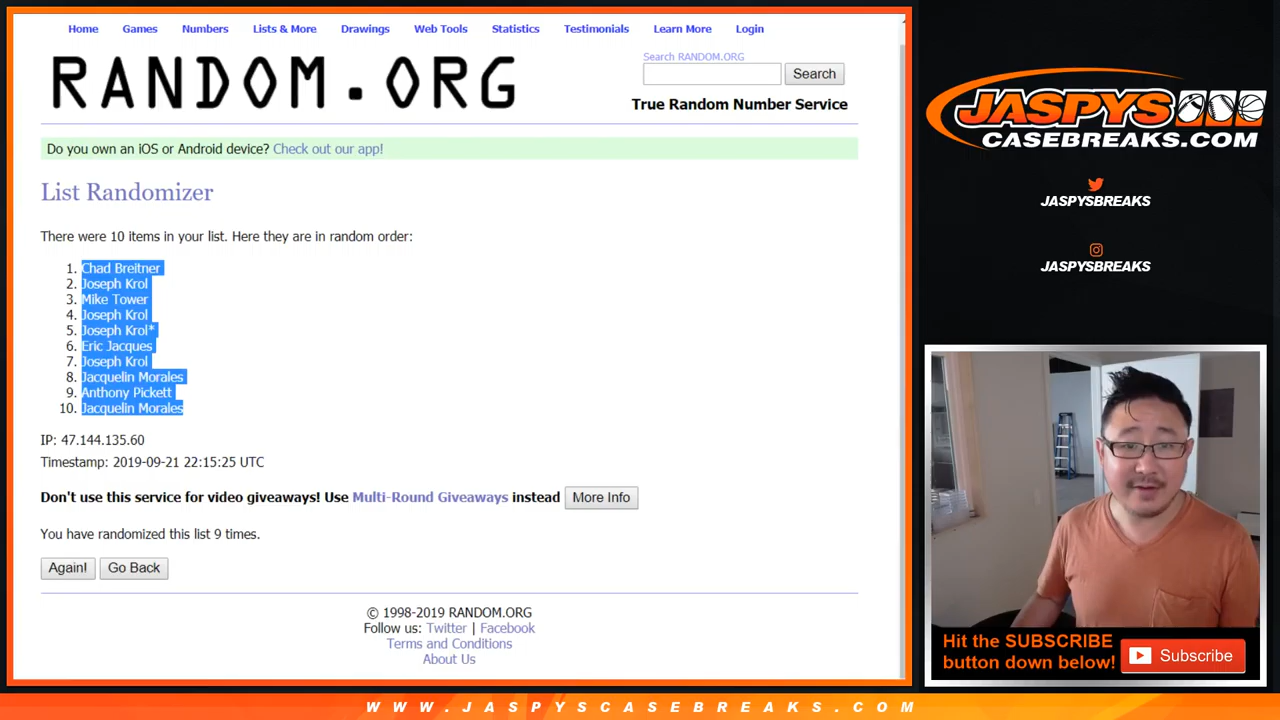 Home Games Numbers Lists & More Drawings Web Tools Statistics Testimonials Learn More Login
RANDOM.ORG
Search RANDOM.ORG
Search
True Random Number Service
Do you own an iOS or Android device? Check out our app!
List Randomizer
There were 10 items in your list. Here they are in random order:
1. Chad Breitner
2. Joseph Krol
3. Mike Tower
4. Joseph Krol
5. Joseph Krol*
6. Eric Jacques
7. Joseph Krol
8. Jacquelin Morales
9. Anthony Pickett
10. Jacquelin Morales
IP: 47.144.135.60
Timestamp: 2019-09-21 22:15:25 UTC
Don't use this service for video giveaways! Use Multi-Round Giveaways instead More Info
You have randomized this list 9 times.
Again! Go Back
© 1998-2019 RANDOM.ORG
Follow us: Twitter | Facebook
Terms and Conditions
About Us
JASPYS
CASEBREAKS.COM
JASPYSBREAKS
JASPYSBREAKS
Hit the SUBSCRIBE
button down below!
Subscribe
WWW.JASPYSCASEBREAKS.COM